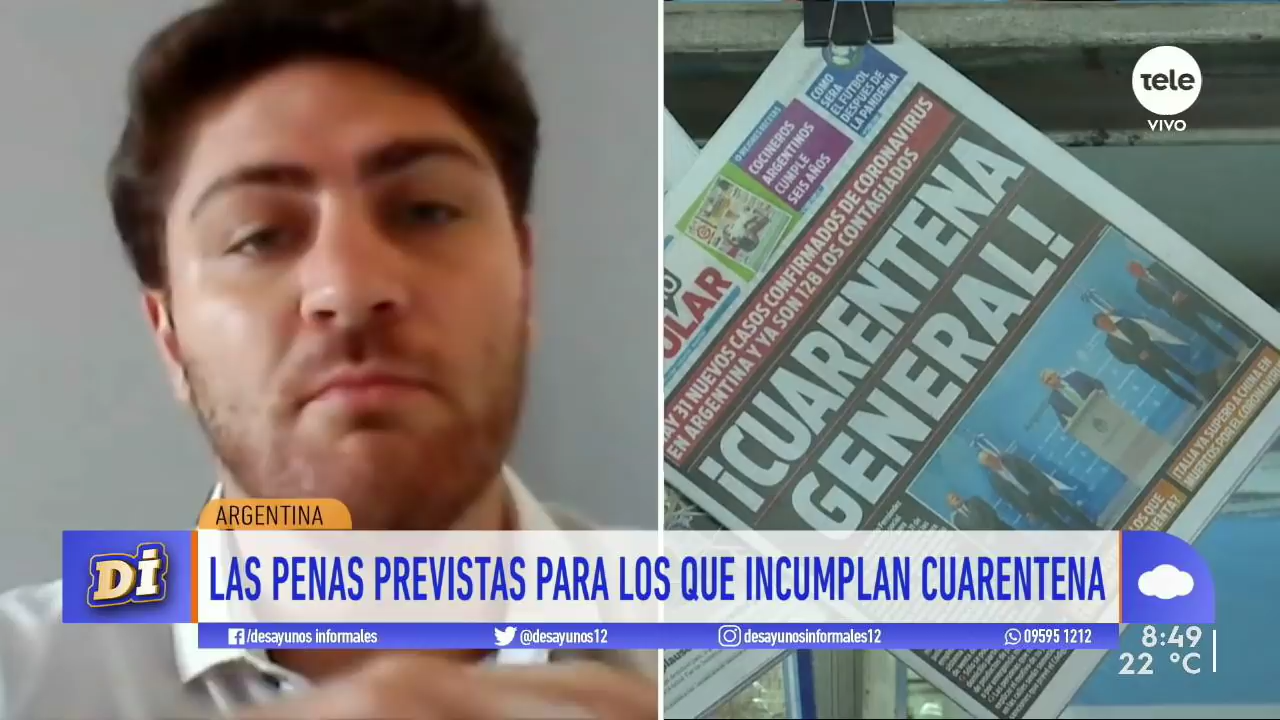 tele
VIVO
COMO
SERÁ
EL FÚTBOL
DESPUÉS DE
LA PANDEMIA
COCINEROS
ARGENTINOS
CUMPLE
SEIS AÑOS
HAY 31 NUEVOS CASOS CONFIRMADOS DE CORONAVIRUS
EN ARGENTINA Y YA SON 128 LOS CONTAGIADOS
¡CUARENTENA
GENERAL!
ITALIA YA SUPERÓ A CHINA EN
MUERTOS POR EL CORONAVIRUS
ARGENTINA
Di
LAS PENAS PREVISTAS PARA LOS QUE INCUMPLAN CUARENTENA
/desayunos informales
@desayunos12
desayunosinformales12
09595 1212
8:49
22 °C